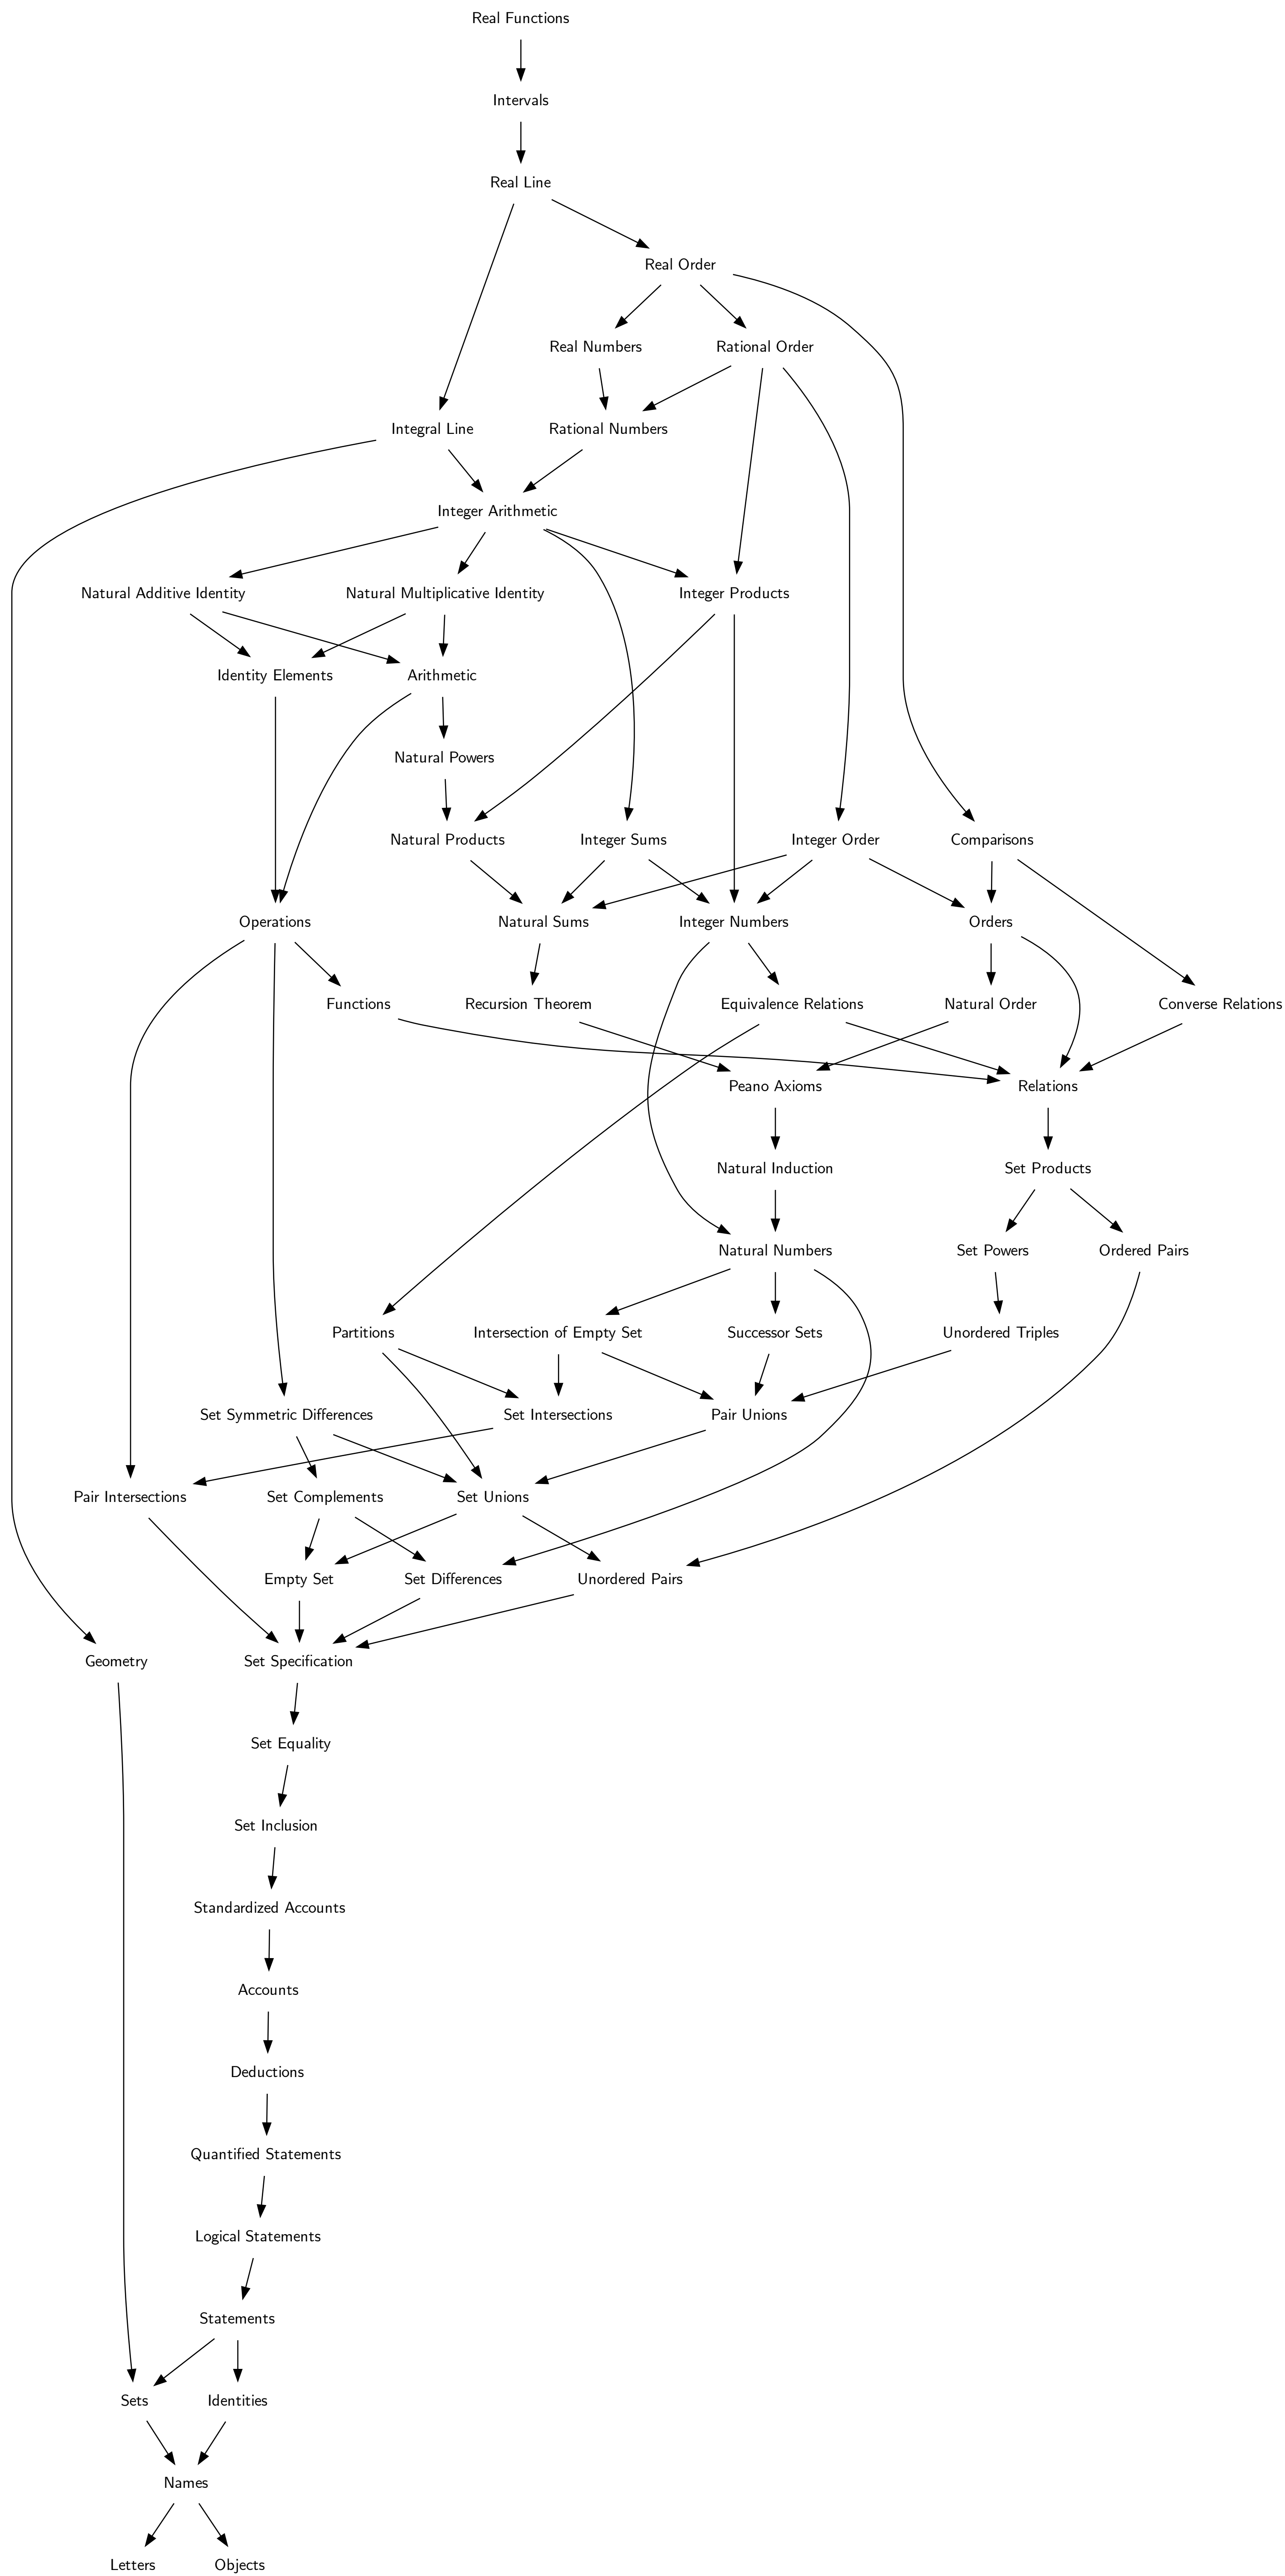 Real Functions
Intervals
Real Line
Real Order
Real Numbers
Rational Order
Integral Line
Rational Numbers
Integer Arithmetic
Natural Additive Identity
Natural Multiplicative Identity
Integer Products
Identity Elements
Arithmetic
Natural Powers
Natural Products
Integer Sums
Integer Order
Comparisons
Operations
Natural Sums
Integer Numbers
Orders
Functions
Recursion Theorem
Equivalence Relations
Natural Order
Converse Relations
Peano Axioms
Relations
Natural Induction
Set Products
Natural Numbers
Set Powers
Ordered Pairs
Partitions
Intersection of Empty Set
Successor Sets
Unordered Triples
Set Symmetric Differences
Set Intersections
Pair Unions
Pair Intersections
Set Complements
Set Unions
Empty Set
Set Differences
Unordered Pairs
Geometry
Set Specification
Set Equality
Set Inclusion
Standardized Accounts
Accounts
Deductions
Quantified Statements
Logical Statements
Statements
Sets
Identities
Names
Letters
Objects